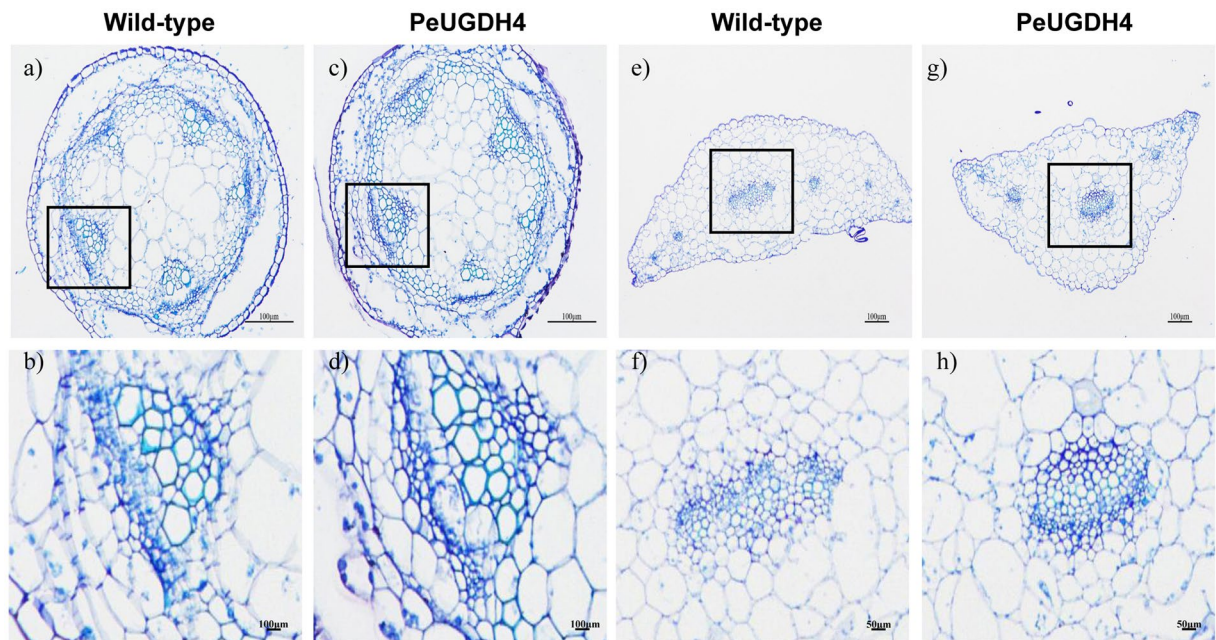 Wild-type PeUGDH4 Wild-type PeUGDH4
a) c) e) g)
100μm 100μm 100μm 100μm
b) d) f) h)
100μm 100μm 50μm 50μm